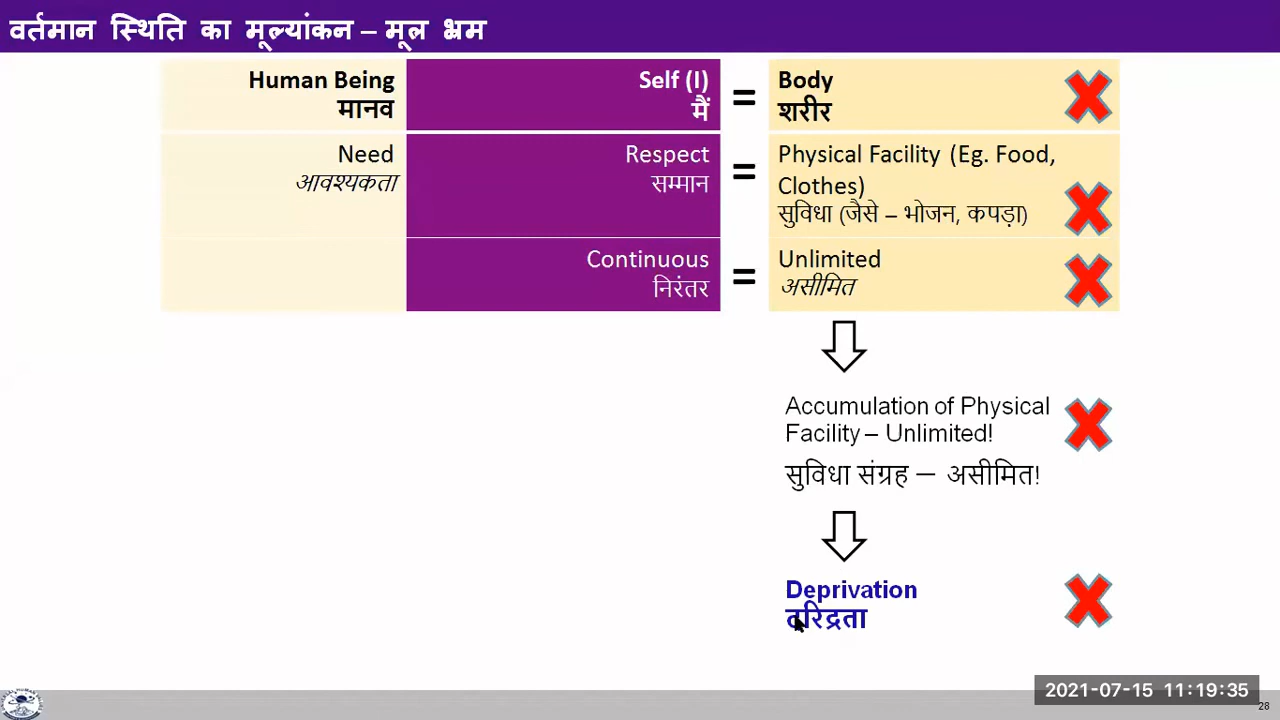 वर्तमान स्थिति का मूल्यांकन – मूल भ्रम
Human Being
मानव
Self (I)
मैं
=
Body
शरीर
Need
आवश्यकता
Respect
सम्मान
=
Physical Facility (Eg. Food,
Clothes)
सुविधा (जैसे – भोजन, कपड़ा)
Continuous
निरंतर
=
Unlimited
असीमित
Accumulation of Physical
Facility – Unlimited!
सुविधा संग्रह – असीमित!
Deprivation
दरिद्रता
2021-07-15 11:19:35
28